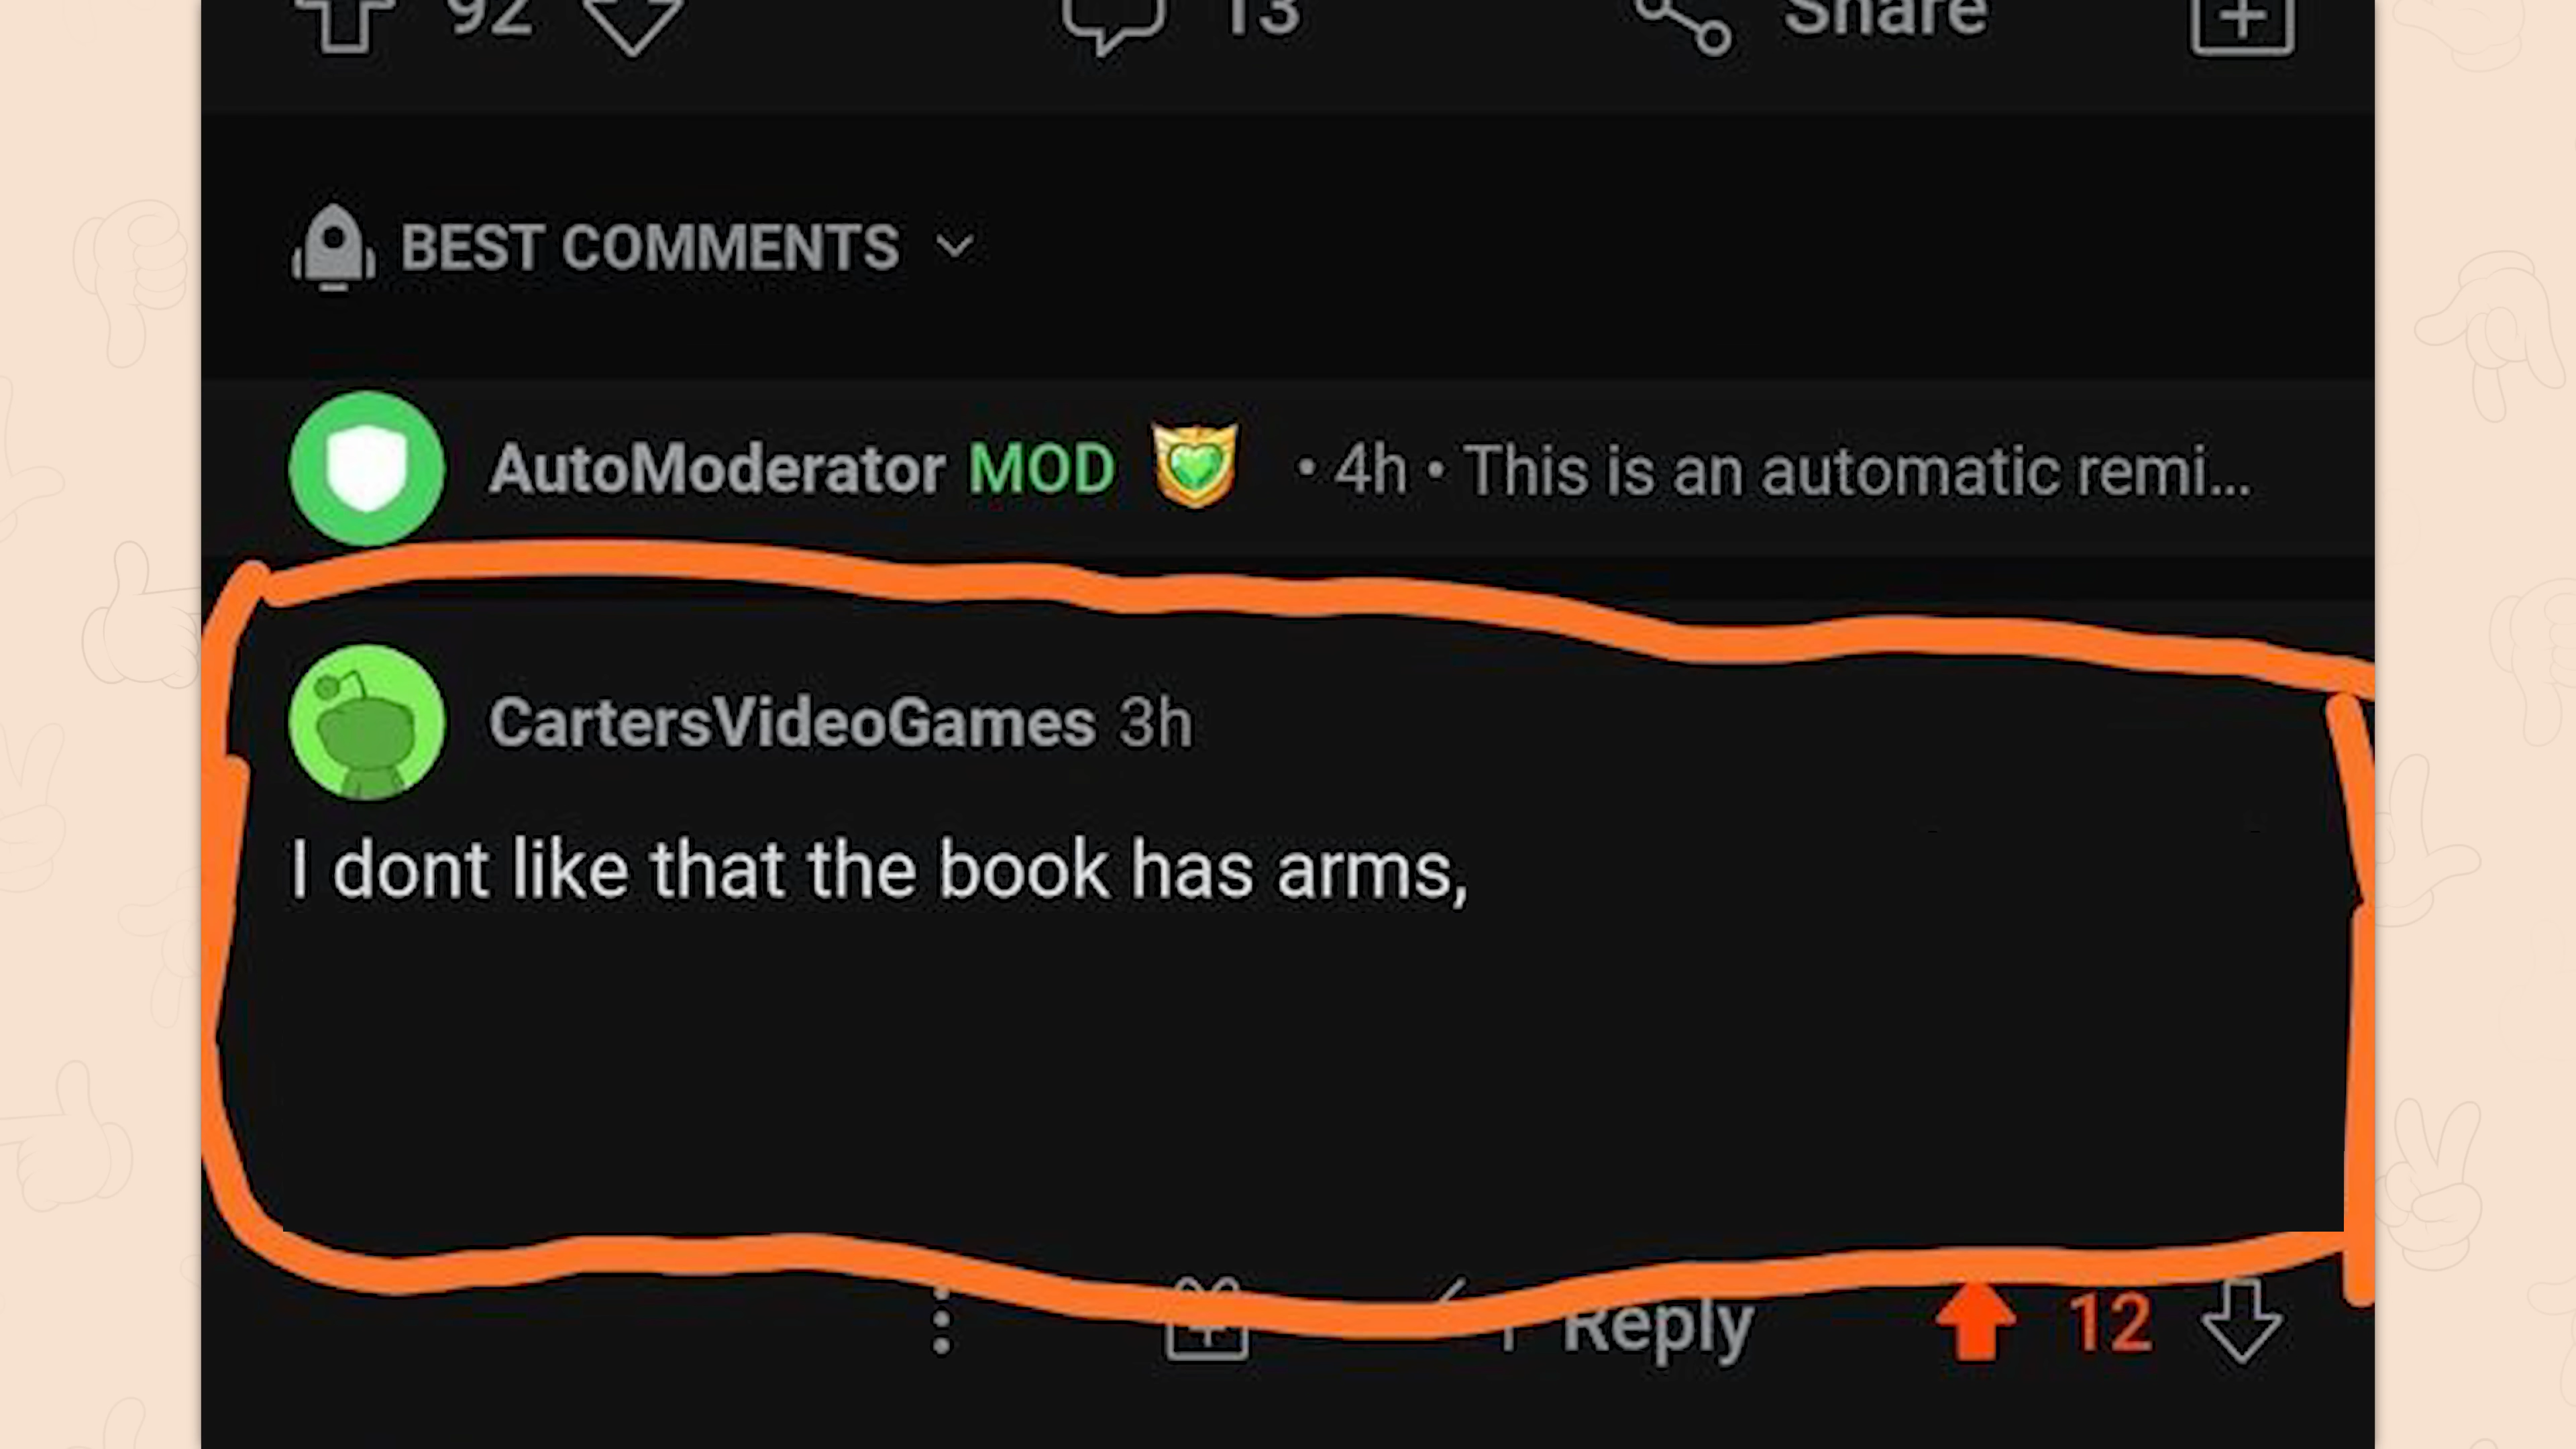 92 13 Share
BEST COMMENTS
AutoModerator MOD • 4h • This is an automatic remi...
CartersVideoGames 3h
I dont like that the book has arms,
Reply 12